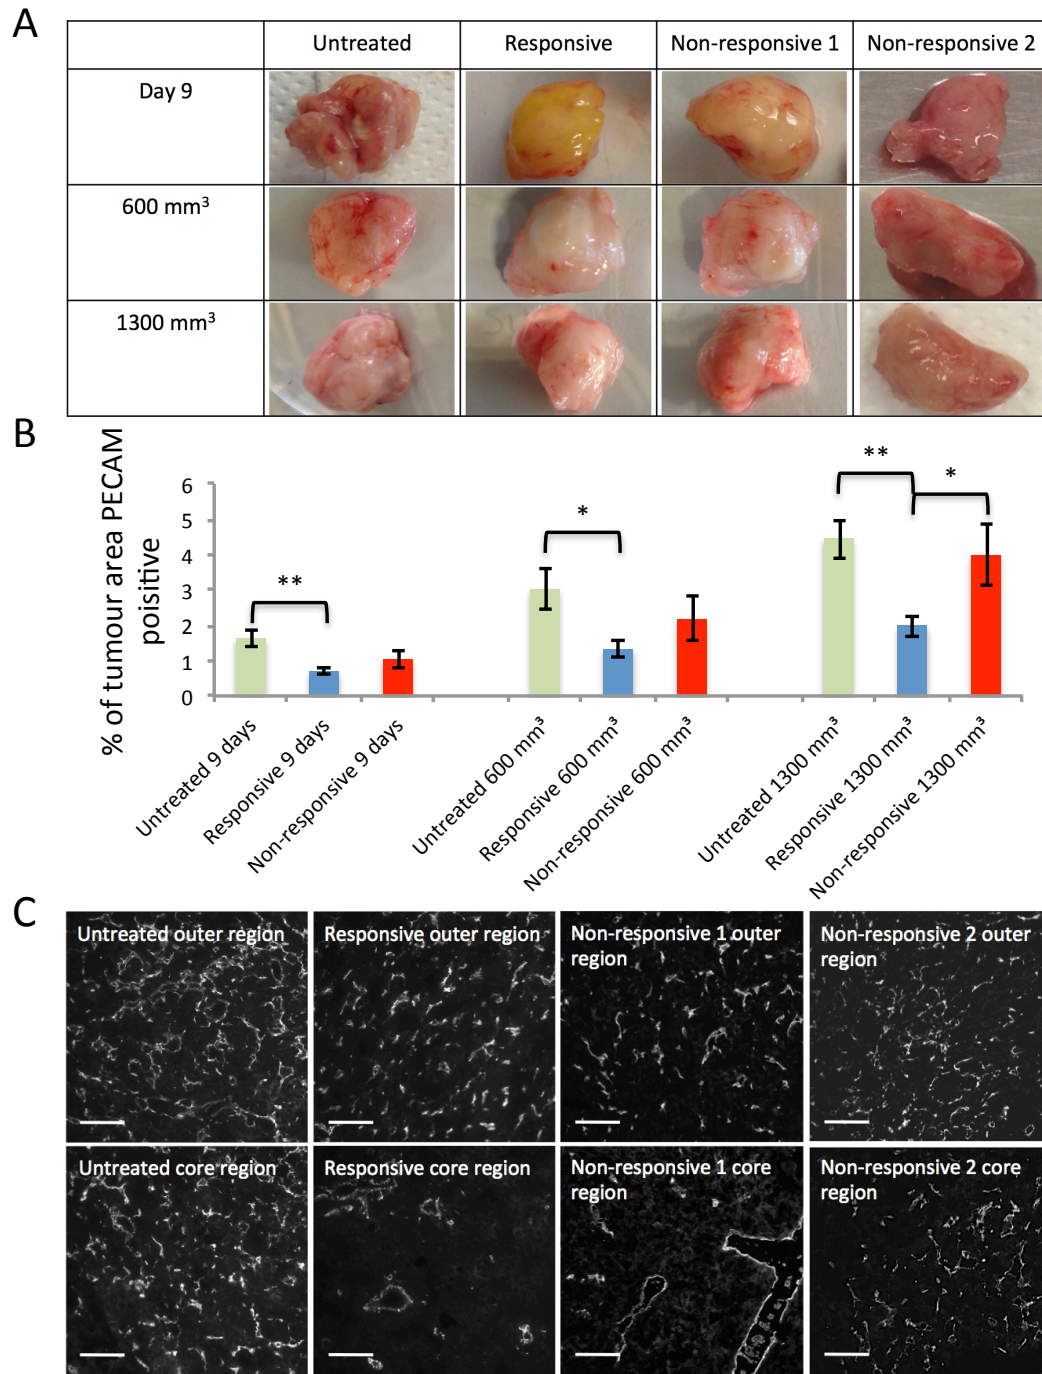 A
Untreated
Responsive
Non-responsive 1
Non-responsive 2
Day 9
600 mm³
1300 mm³
B
% of tumour area PECAM
poisitive
6
5
4
3
2
1
0
**
*
**
*
Untreated 9 days
Responsive 9 days
Non-responsive 9 days
Untreated 600 mm³
Responsive 600 mm³
Non-responsive 600 mm³
Untreated 1300 mm³
Responsive 1300 mm³
Non-responsive 1300 mm³
C
Untreated outer region
Responsive outer region
Non-responsive 1 outer
region
Non-responsive 2 outer
region
Untreated core region
Responsive core region
Non-responsive 1 core
region
Non-responsive 2 core
region